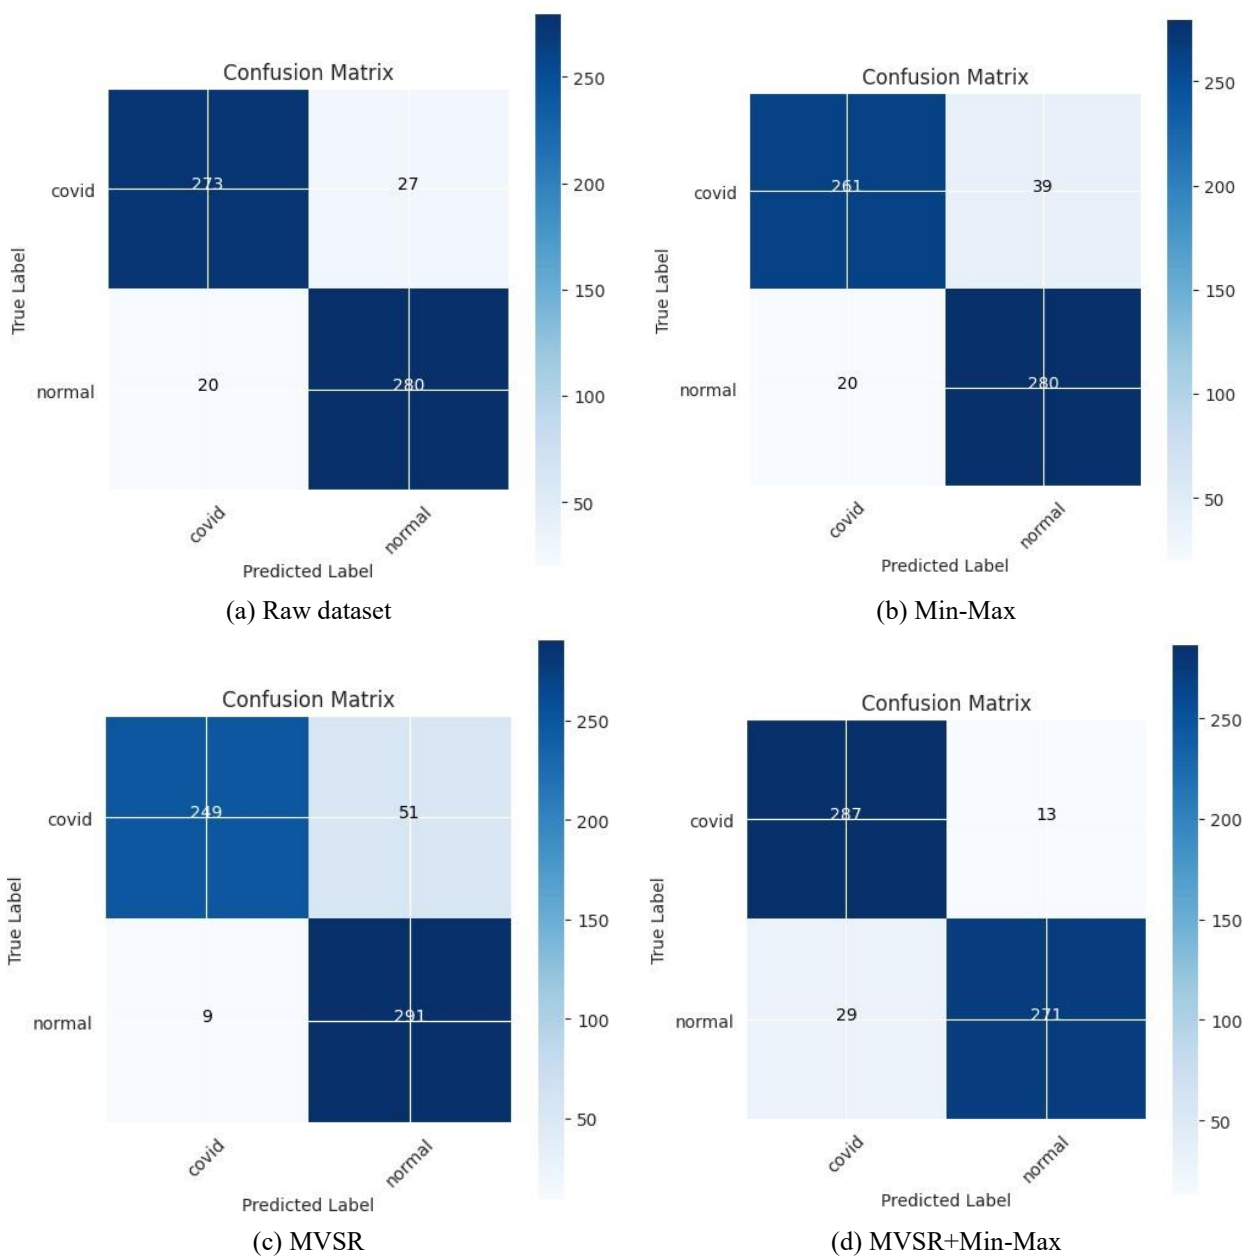 Confusion Matrix
250
200
150
100
50
True Label
covid
normal
273
27
20
280
covid
normal
Predicted Label
(a) Raw dataset
Confusion Matrix
250
200
150
100
50
True Label
covid
normal
261
39
20
280
covid
normal
Predicted Label
(b) Min-Max
Confusion Matrix
250
200
150
100
50
True Label
covid
normal
249
51
9
291
covid
normal
Predicted Label
(c) MVSR
Confusion Matrix
250
200
150
100
50
True Label
covid
normal
287
13
29
271
covid
normal
Predicted Label
(d) MVSR+Min-Max